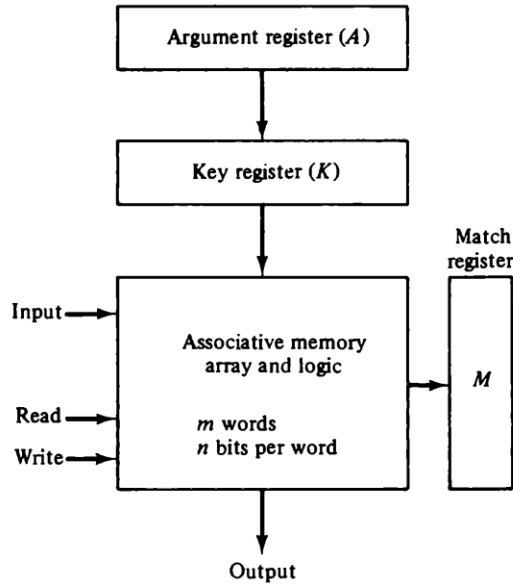 Argument register (A)
Key register (K)
Match
register
Input
Associative memory
array and logic
M
Read
m words
Write
n bits per word
Output